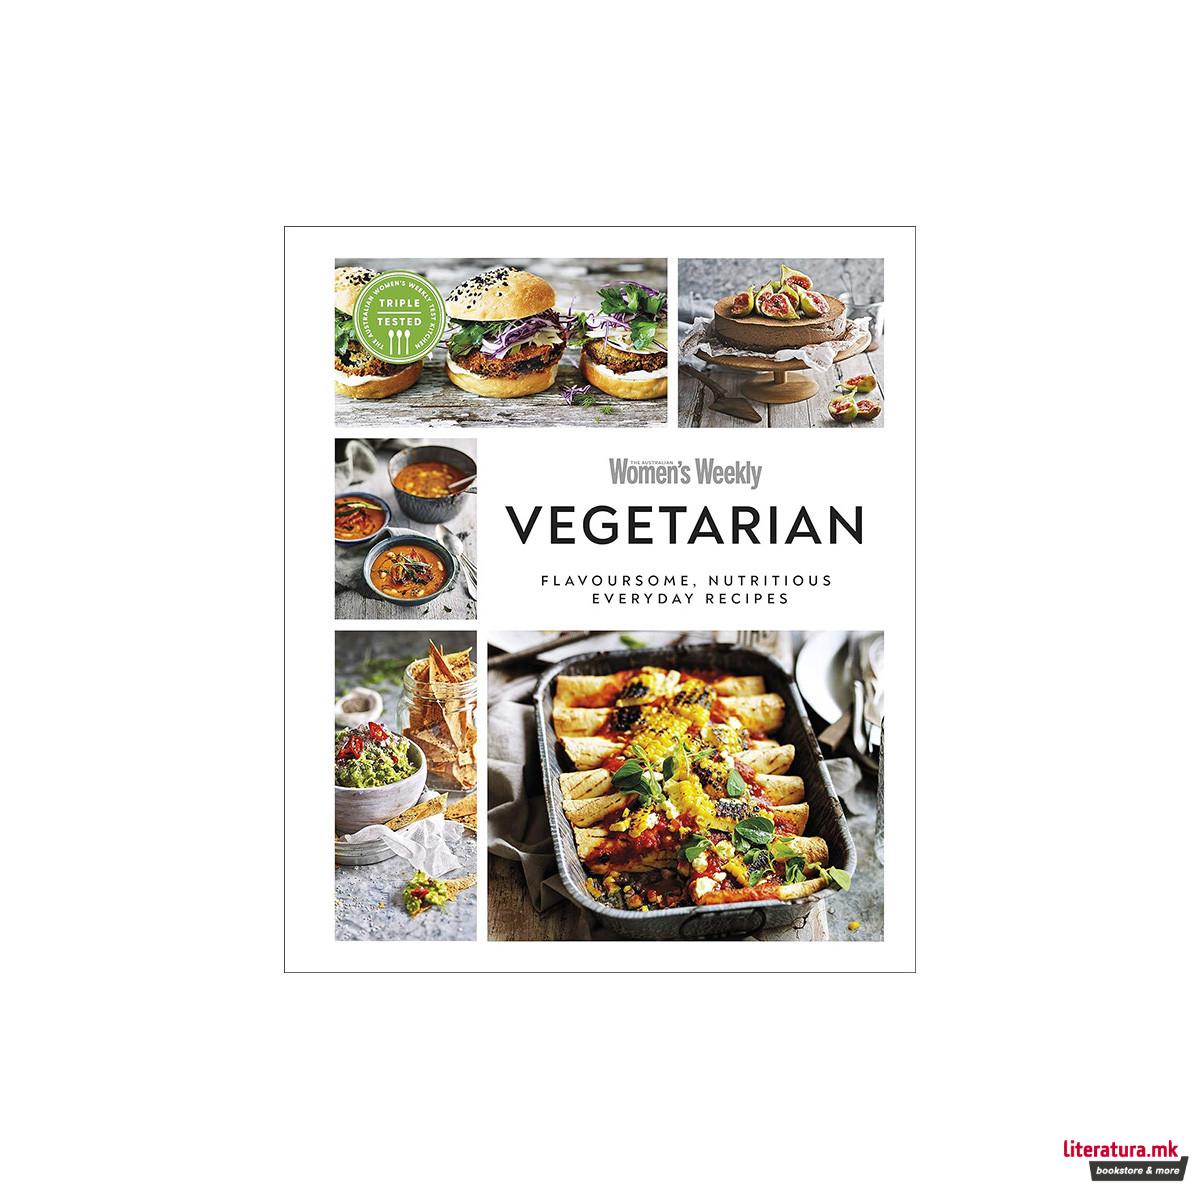 THE AUSTRALIAN WOMEN'S WEEKLY TEST KITCHEN
TRIPLE
TESTED
THE AUSTRALIAN
Women's Weekly
VEGETARIAN
FLAVOURSOME, NUTRITIOUS
EVERYDAY RECIPES
literatura.mk
bookstore & more